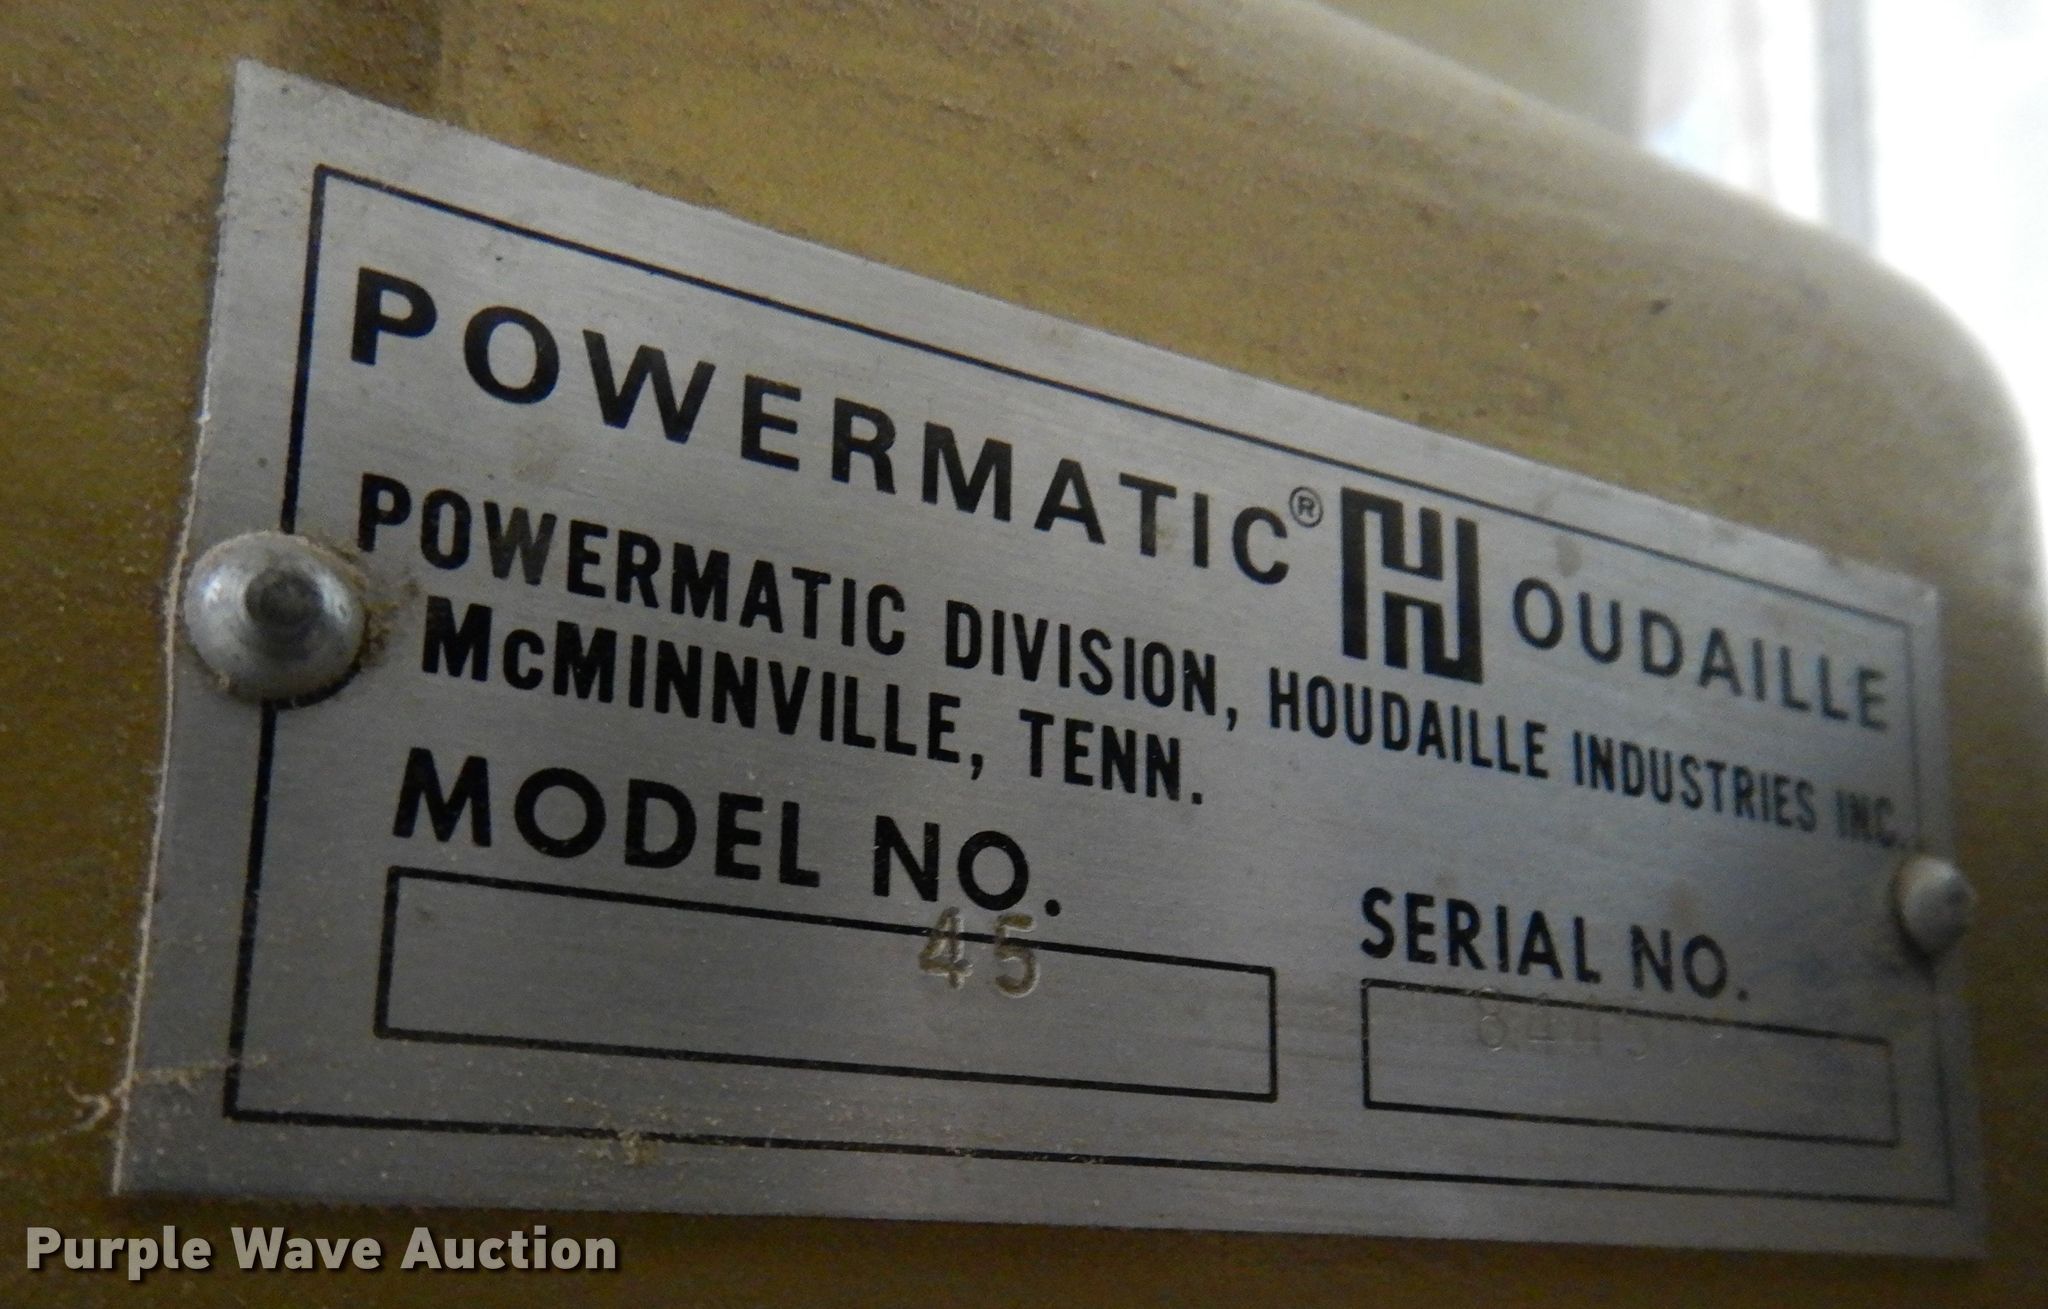 POWERMATIC® HOUDAILLE
POWERMATIC DIVISION, HOUDAILLE INDUSTRIES INC.
McMINNVILLE, TENN.
MODEL NO.
45
SERIAL NO.
Purple Wave Auction